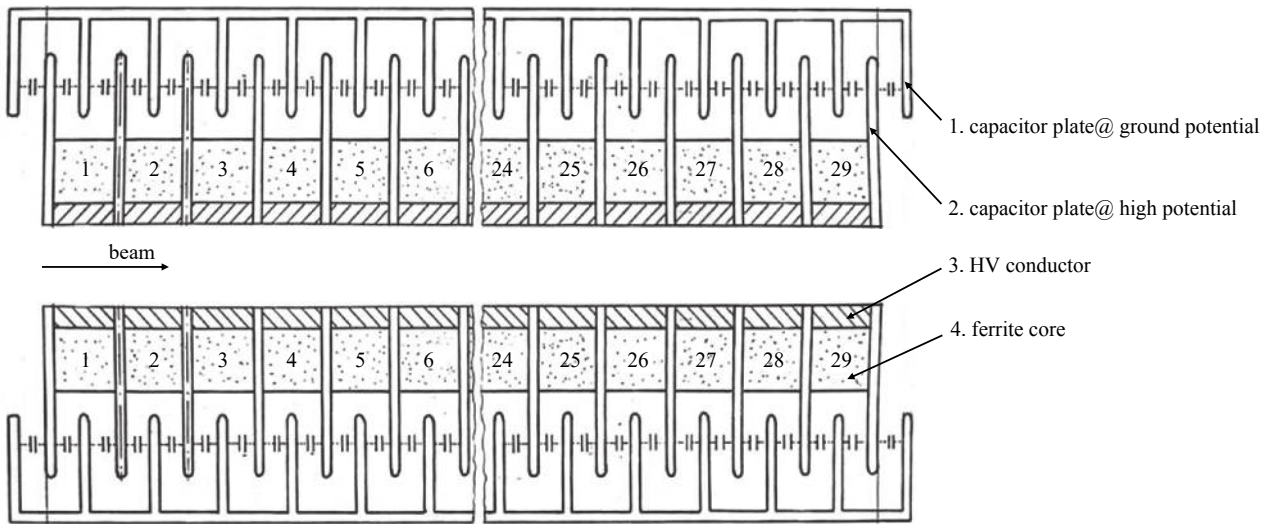 1 2 3 4 5 6 24 25 26 27 28 29
1. capacitor plate@ ground potential
2. capacitor plate@ high potential
beam
3. HV conductor
4. ferrite core
1 2 3 4 5 6 24 25 26 27 28 29